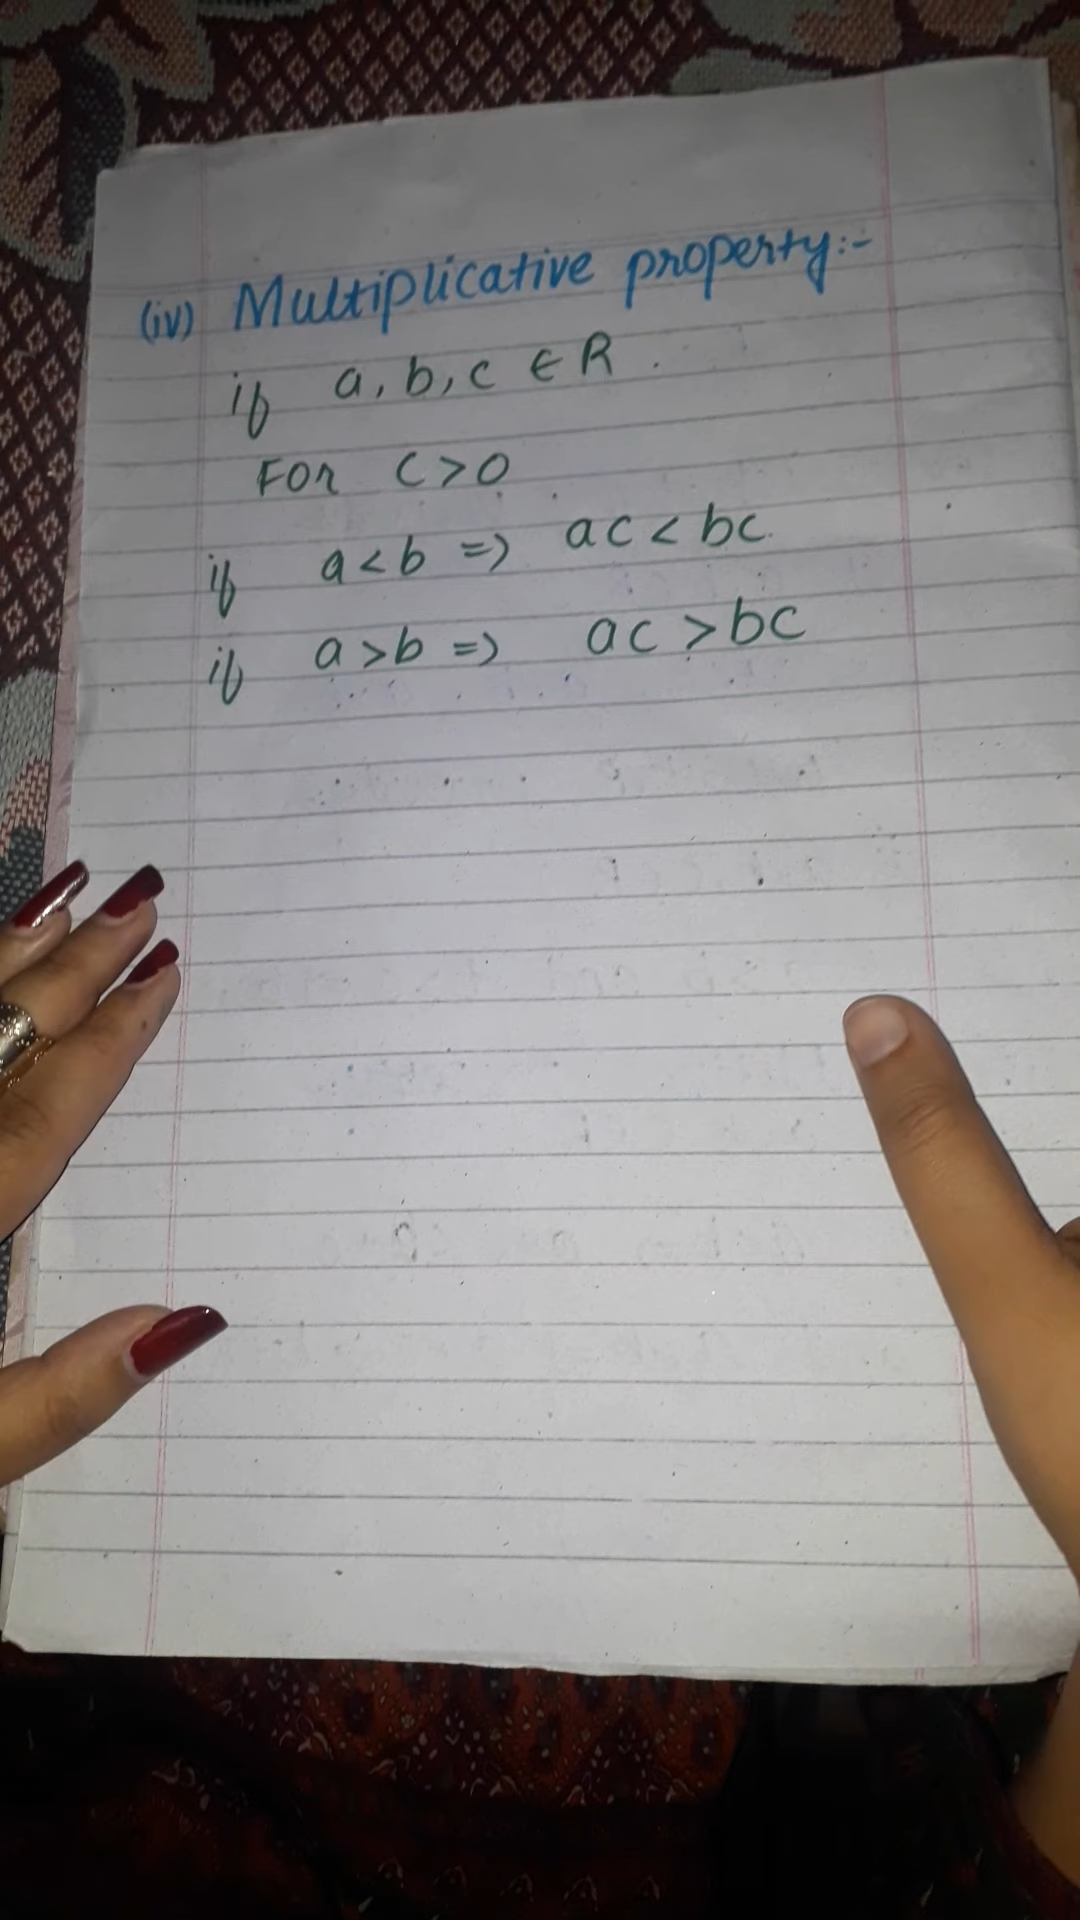 (iv) Multiplicative property:-
if a, b, c ∈ R .
For c > 0
if a < b => ac < bc
if a > b => ac > bc